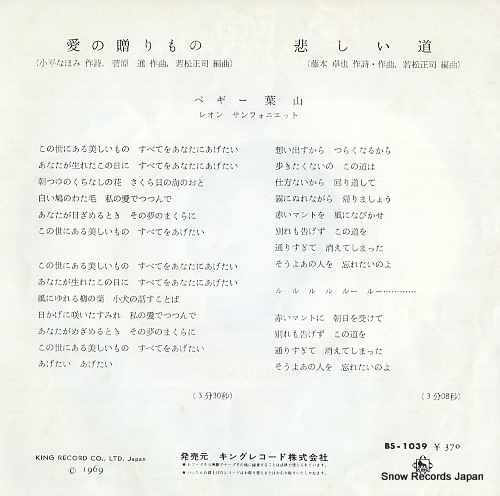 愛の贈りもの
(小平なほみ 作詩, 菅原 進 作曲, 若松正司 編曲)
悲しい道
(藤本 卓也 作詩・作曲, 若松正司 編曲)
ペギー葉山
レオン サンフォニエット
この世にある美しいもの すべてをあなたにあげたい
あなたが生れたこの日に すべてをあなたにあげたい
朝つゆのくちなしの花 さくら貝の海のおと
白い鳩のわた毛 私の愛でつつんで
あなたが目ざめるとき その夢のまくらに
この世にある美しいもの すべてをあげたい
この世にある美しいもの すべてをあなたにあげたい
あなたが生れたこの日に すべてをあなたにあげたい
風にゆれる柳の葉 小犬の話すことば
日かげに咲いたすみれ 私の愛でつつんで
あなたがめざめるとき その夢のまくらに
この世にある美しいもの すべてをあげたい
あげたい あげたい
(3分30秒)
想い出すから つらくなるから
歩きたくないの この道は
仕方ないから 回り道して
霧にぬれながら 帰りましょう
赤いマントを 風になびかせ
別れも告げず この道を
通りすぎて 消えてしまった
そうよあの人を 忘れたいのよ
ル ル ル ル ルー ルー…………
赤いマントに 朝日を受けて
別れも告げず この道を
通りすぎて 消えてしまった
そうよあの人を 忘れたいのよ
(3分08秒)
KING RECORD CO., LTD. Japan
© 1969
発売元 キングレコード株式会社
BS-1039 ¥370
Snow Records Japan